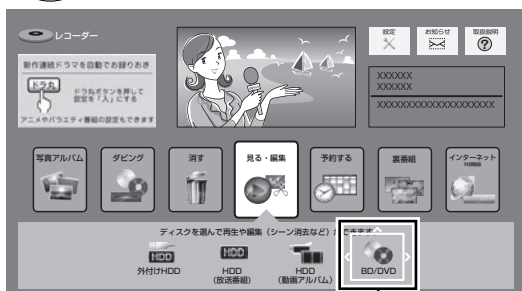 レコーダー
新作連続ドラマを自動でお録りおき
ドラ丸
ドラ丸ボタンを押して
設定を「入」にする
アニメやバラエティ番組の設定もできます
設定
お知らせ
取扱説明
?
XXXXXX
XXXXXX
XXXXXXXXXXXXXXXXXXXXX
写真アルバム
ダビング
消す
見る・編集
予約する
裏番組
インターネット
外部機器
ディスクを選んで再生や編集（シーン消去など）ができます。
HDD
外付けHDD
HDD
HDD
(放送番組)
HDD
(動画アルバム)
BD/DVD